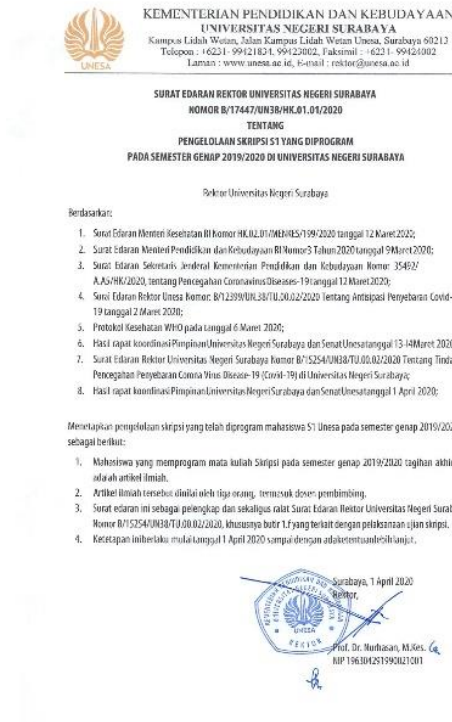 KEMENTERIAN PENDIDIKAN DAN KEBUDAYAAN
UNIVERSITAS NEGERI SURABAYA
Kampus Lidah Wetan, Jalan Kampus Lidah Wetan Unesa, Surabaya 60213
Telepon : +6231- 99421834, 99423002, Faksimil : +6231- 99424002
Laman : www.unesa.ac.id, E-mail : rektor@unesa.ac.id
UNESA
SURAT EDARAN REKTOR UNIVERSITAS NEGERI SURABAYA
NOMOR B/17447/UN38/HK.01.01/2020
TENTANG
PENGELOLAAN SKRIPSI S1 YANG DIPROGRAM
PADA SEMESTER GENAP 2019/2020 DI UNIVERSITAS NEGERI SURABAYA
Rektor Universitas Negeri Surabaya
Berdasarkan:
1. Surat Edaran Menteri Kesehatan RI Nomor HK.02.01/MENKES/199/2020 tanggal 12 Maret 2020;
2. Surat Edaran Menteri Pendidikan dan Kebudayaan RI Nomor 3 Tahun 2020 tanggal 9 Maret 2020;
3. Surat Edaran Sekretaris Jenderal Kementerian Pendidikan dan Kebudayaan Nomor 35492/
A.A5/HK/2020, tentang Pencegahan Coronavirus Diseases-19 tanggal 12 Maret 2020;
4. Surat Edaran Rektor Unesa Nomor: B/12399/UN.38/TU.00.02/2020 Tentang Antisipasi Penyebaran Covid-
19 tanggal 2 Maret 2020;
5. Protokol Kesehatan WHO pada tanggal 6 Maret 2020;
6. Hasil rapat koordinasi Pimpinan Universitas Negeri Surabaya dan Senat Unesa tanggal 13-14 Maret 2020
7. Surat Edaran Rektor Universitas Negeri Surabaya Nomor B/15254/UN38/TU.00.02/2020 Tentang Tinda
Pencegahan Penyebaran Corona Virus Disease-19 (Covid-19) di Universitas Negeri Surabaya;
8. Hasil rapat koordinasi Pimpinan Universitas Negeri Surabaya dan Senat Unesa tanggal 1 April 2020;
Menetapkan pengelolaan skripsi yang telah diprogram mahasiswa S1 Unesa pada semester genap 2019/202
sebagai berikut:
1. Mahasiswa yang memprogram mata kuliah Skripsi pada semester genap 2019/2020 tagihan akhi
adalah artikel ilmiah.
2. Artikel ilmiah tersebut dinilai oleh tiga orang, termasuk dosen pembimbing.
3. Surat edaran ini sebagai pelengkap dan sekaligus ralat Surat Edaran Rektor Universitas Negeri Surab
Nomor B/15254/UN38/TU.00.02/2020, khususnya butir 1.f yang terkait dengan pelaksanaan ujian skripsi.
4. Ketetapan ini berlaku mulai tanggal 1 April 2020 sampai dengan ada ketentuan lebih lanjut.
Surabaya, 1 April 2020
Rektor,
UNESA
REKTOR
Prof. Dr. Nurhasan, M.Kes.
NIP 196304291990021001